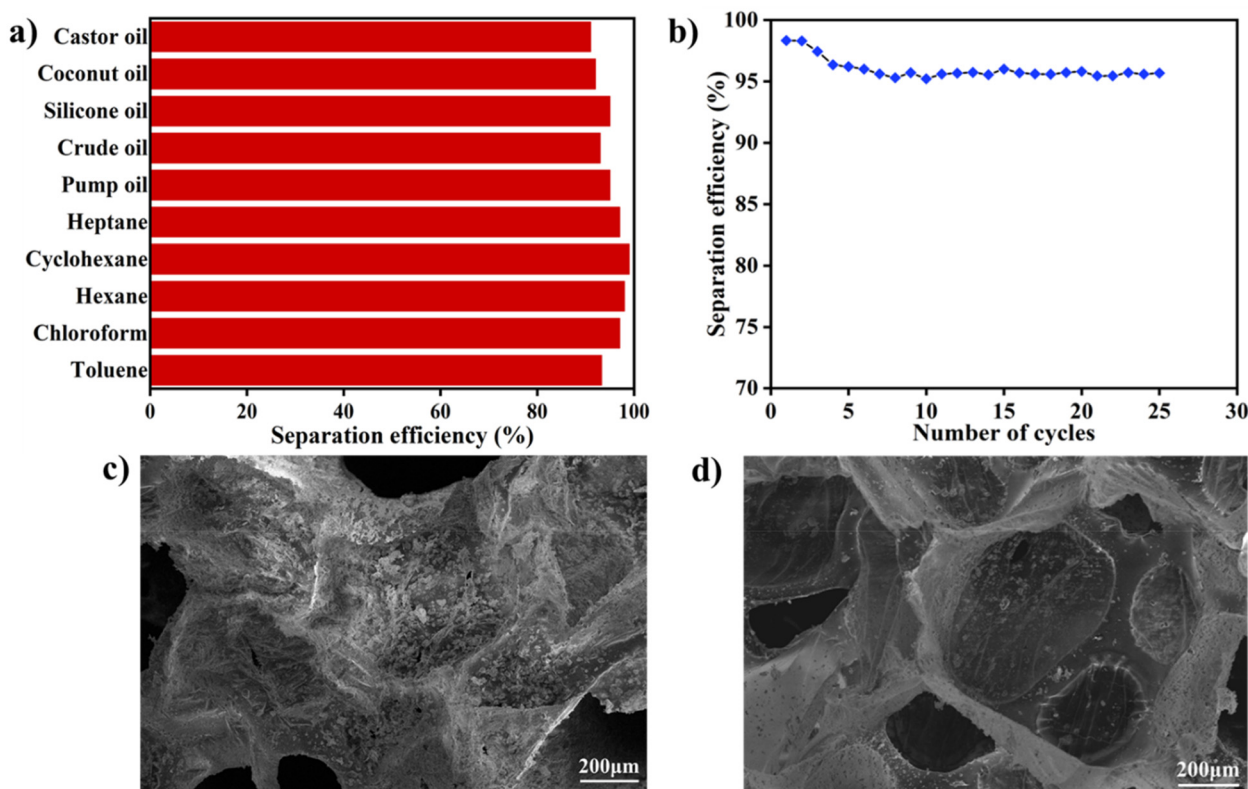 a)
Castor oil
Coconut oil
Silicone oil
Crude oil
Pump oil
Heptane
Cyclohexane
Hexane
Chloroform
Toluene
0 20 40 60 80 100
Separation efficiency (%)
b)
Separation efficiency (%)
100
95
90
85
80
75
70
0 5 10 15 20 25 30
Number of cycles
c)
200μm
d)
200μm